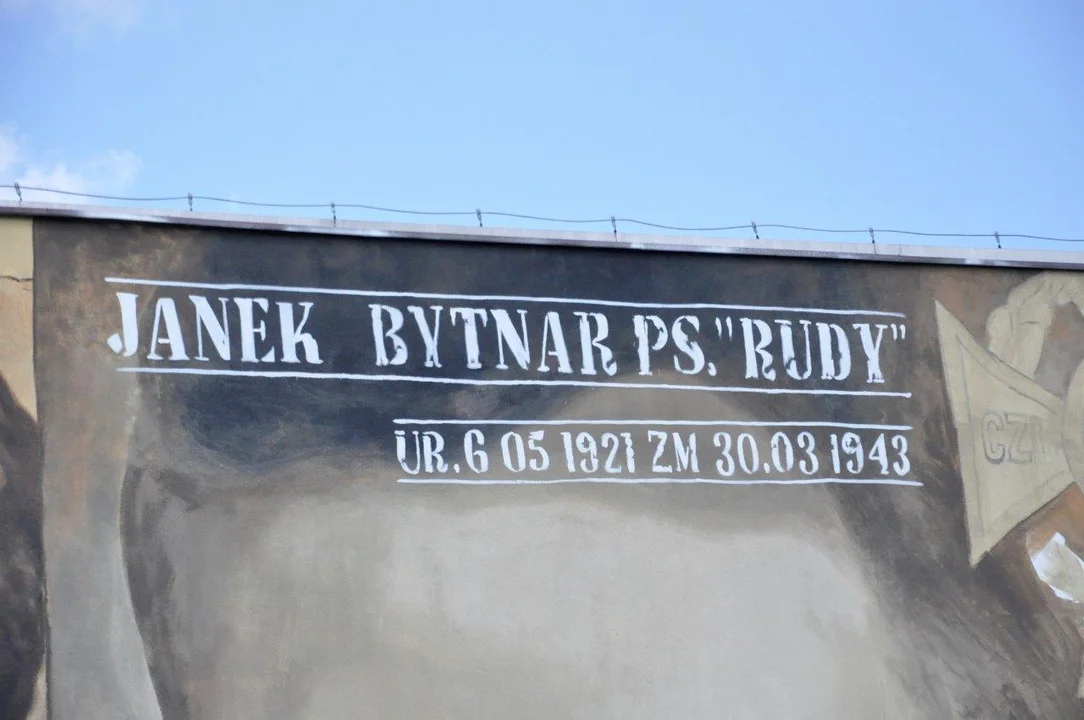 JANEK BYTNAR PS."RUDY"
UR.6 05 1921 ZM 30.03 1943